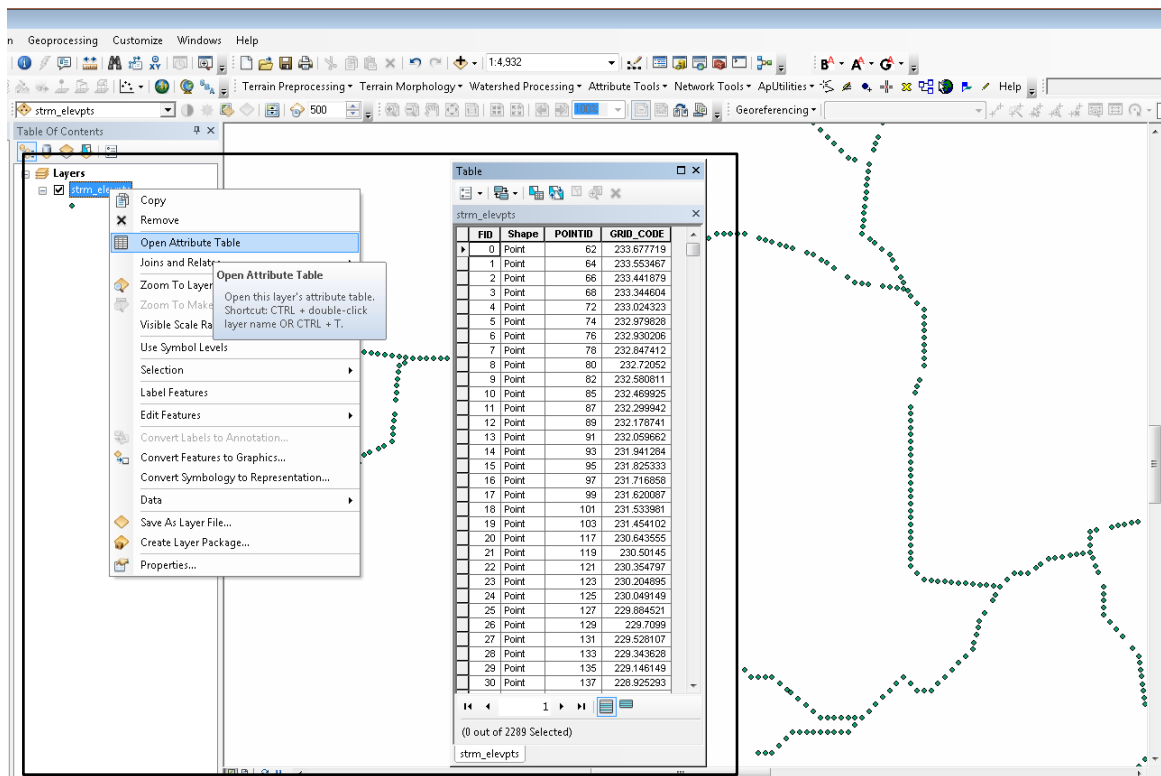 n Geoprocessing Customize Windows Help
1:4,932
Terrain Preprocessing Terrain Morphology Watershed Processing Attribute Tools Network Tools ApUtilities Help
strm_elevpts 500 100% Georeferencing
Table Of Contents
Layers
strm_elevpts
Copy
Remove
Open Attribute Table
Joins and Relate
Open Attribute Table
Open this layer's attribute table.
Shortcut: CTRL + double-click
layer name OR CTRL + T.
Zoom To Layer
Zoom To Make
Visible Scale Ra
Use Symbol Levels
Selection
Label Features
Edit Features
Convert Labels to Annotation...
Convert Features to Graphics...
Convert Symbology to Representation...
Data
Save As Layer File...
Create Layer Package...
Properties...
Table
strm_elevpts
FID Shape POINTID GRID_CODE
0 Point 62 233.677719
1 Point 64 233.553467
2 Point 66 233.441879
3 Point 68 233.344604
4 Point 72 233.024323
5 Point 74 232.979828
6 Point 76 232.930206
7 Point 78 232.847412
8 Point 80 232.72052
9 Point 82 232.580811
10 Point 85 232.469925
11 Point 87 232.299942
12 Point 89 232.178741
13 Point 91 232.059662
14 Point 93 231.941284
15 Point 95 231.825333
16 Point 97 231.716858
17 Point 99 231.620087
18 Point 101 231.533981
19 Point 103 231.454102
20 Point 117 230.643555
21 Point 119 230.50145
22 Point 121 230.354797
23 Point 123 230.204895
24 Point 125 230.049149
25 Point 127 229.884521
26 Point 129 229.7099
27 Point 131 229.528107
28 Point 133 229.343628
29 Point 135 229.146149
30 Point 137 228.925293
1
(0 out of 2289 Selected)
strm_elevpts